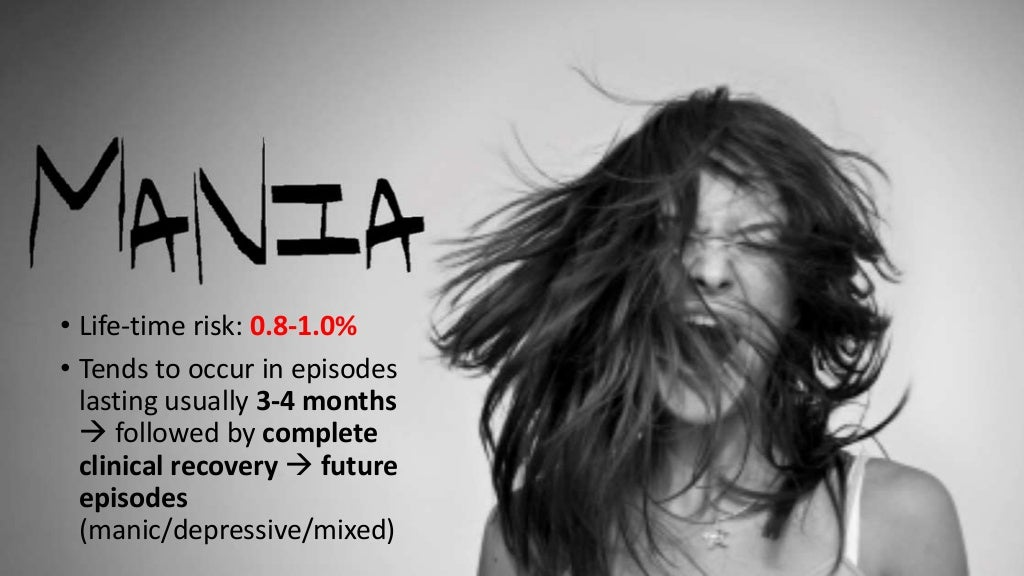 MANIA
• Life-time risk: 0.8-1.0%
• Tends to occur in episodes
lasting usually 3-4 months
→ followed by complete
clinical recovery → future
episodes
(manic/depressive/mixed)